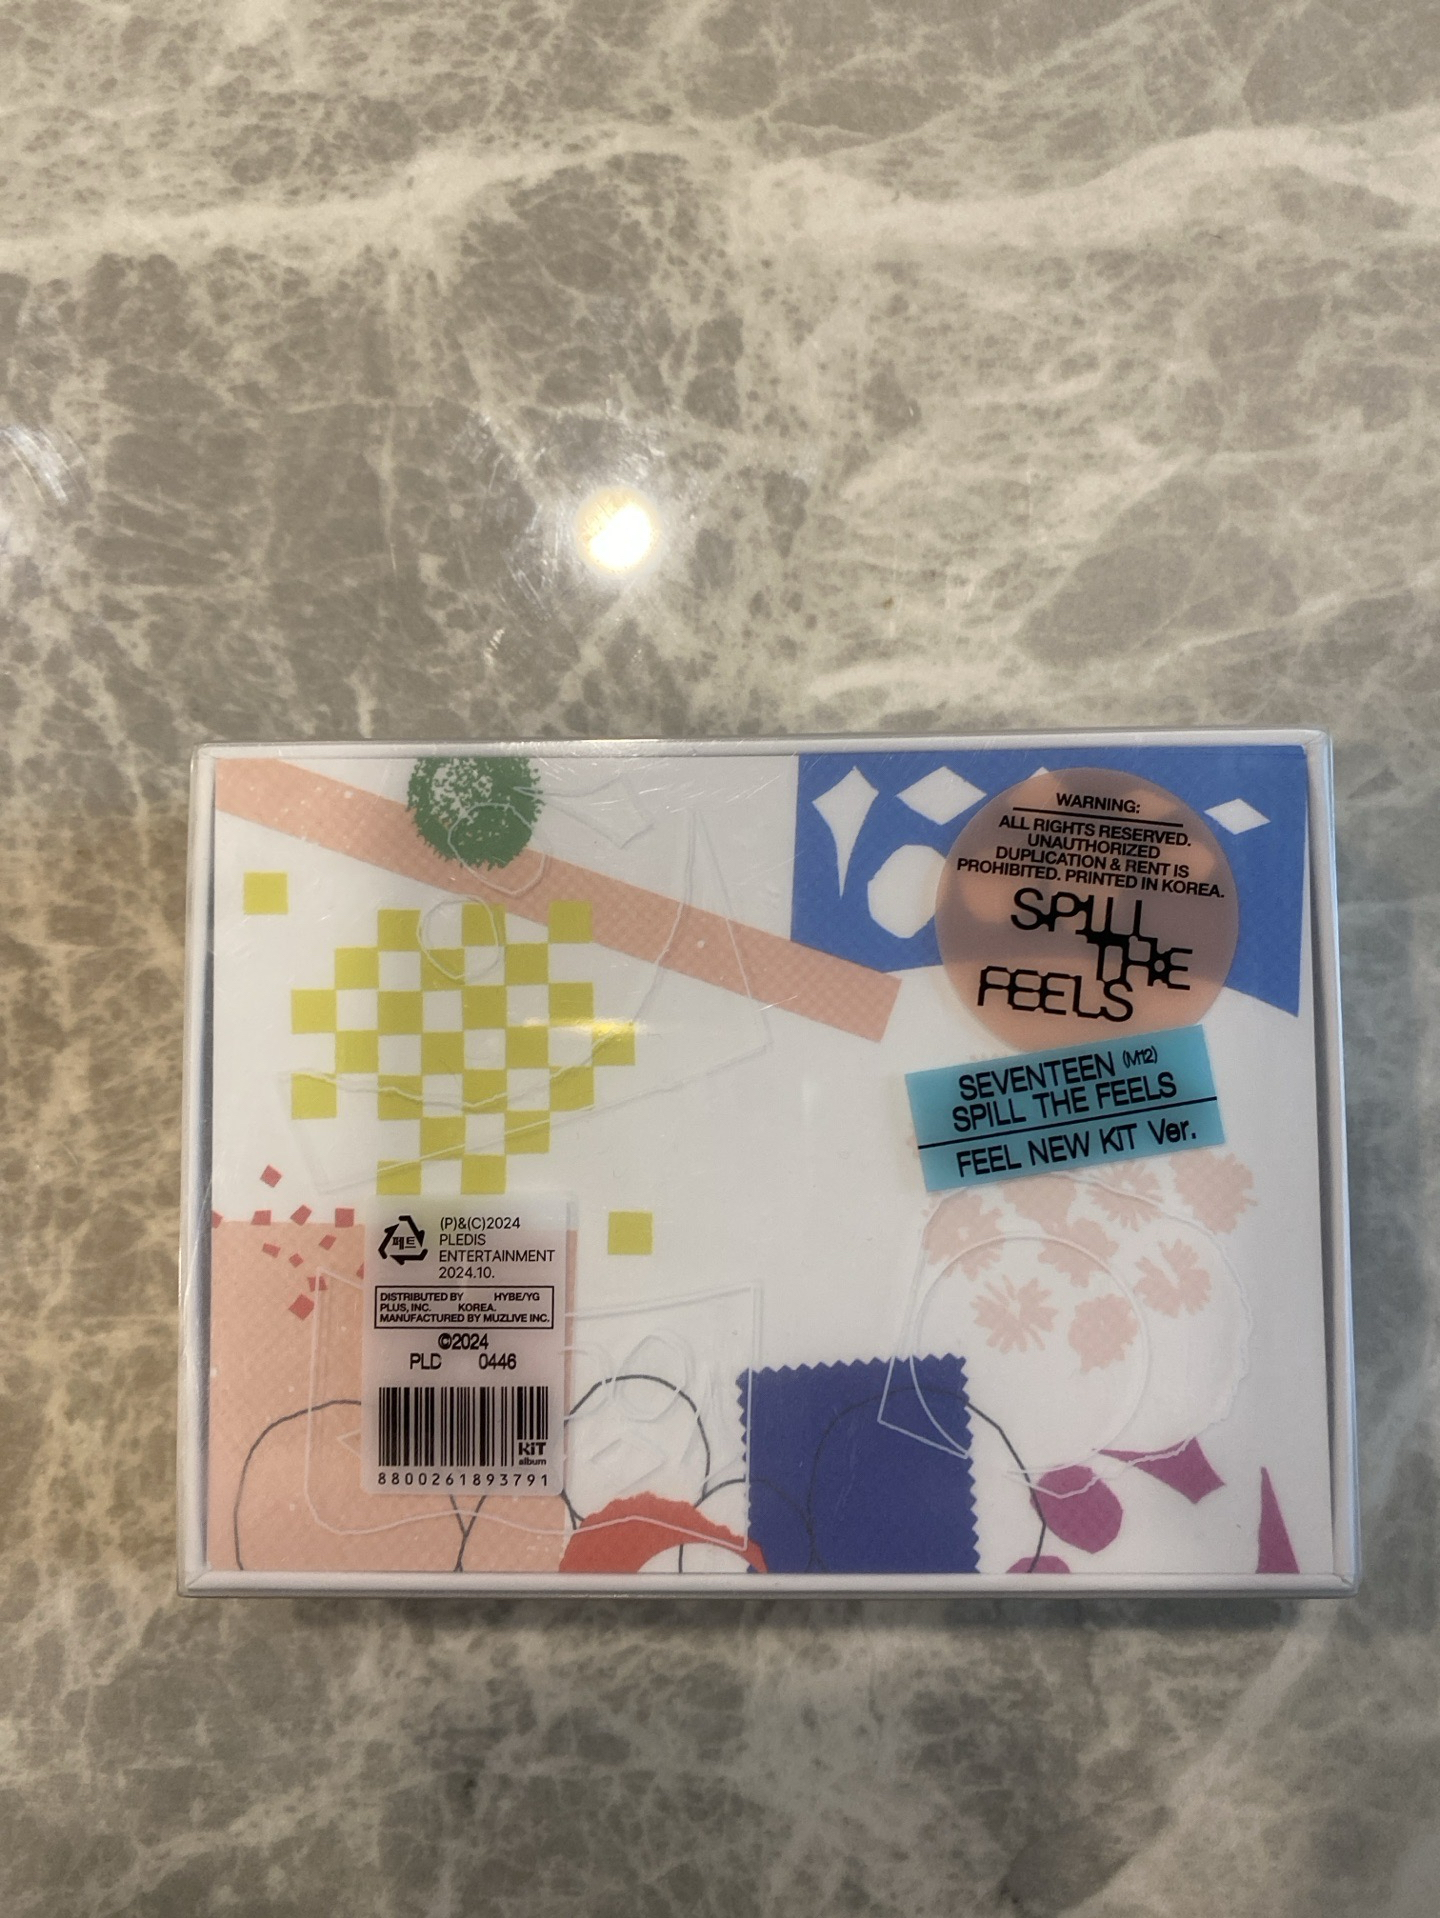 WARNING:
ALL RIGHTS RESERVED.
UNAUTHORIZED
DUPLICATION & RENT IS
PROHIBITED. PRINTED IN KOREA.
SPILL
THE
FEELS
SEVENTEEN (M12)
SPILL THE FEELS
FEEL NEW KIT Ver.
페트
(P)&(C)2024
PLEDIS
ENTERTAINMENT
2024.10.
DISTRIBUTED BY HYBE/YG
PLUS, INC. KOREA.
MANUFACTURED BY MUZLIVE INC.
©2024
PLD 0446
KiT
album
8800261893791